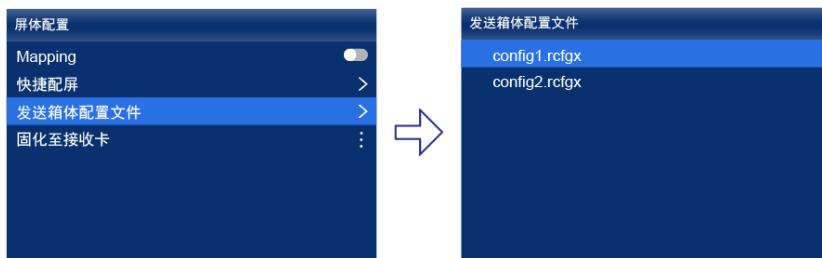 屏体配置
Mapping
快捷配屏
发送箱体配置文件
固化至接收卡
发送箱体配置文件
config1.rcfgx
config2.rcfgx